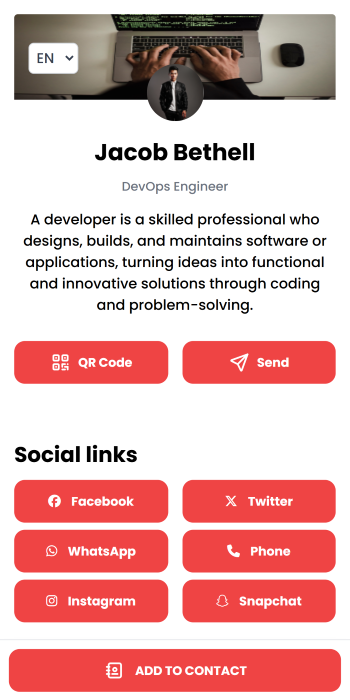 EN
Jacob Bethell
DevOps Engineer
A developer is a skilled professional who
designs, builds, and maintains software or
applications, turning ideas into functional
and innovative solutions through coding
and problem-solving.
QR Code
Send
Social links
Facebook
Twitter
WhatsApp
Phone
Instagram
Snapchat
ADD TO CONTACT